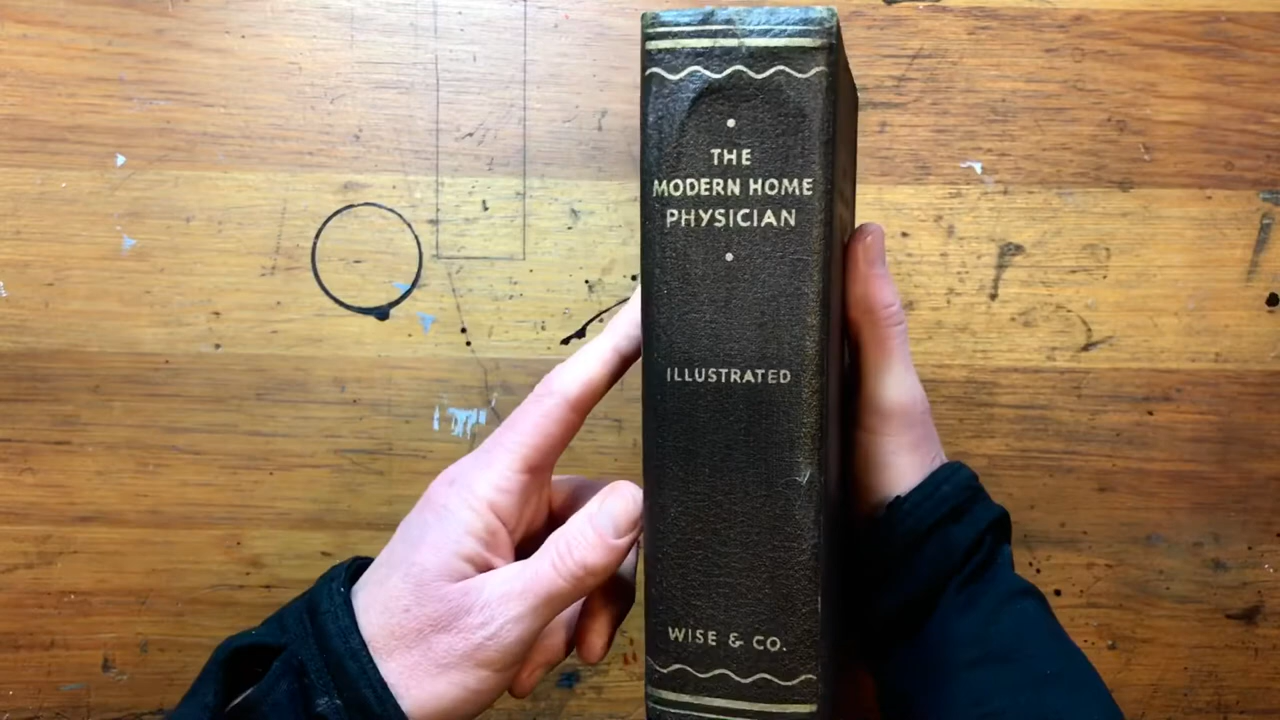 THE
MODERN HOME
PHYSICIAN
ILLUSTRATED
WISE & CO.